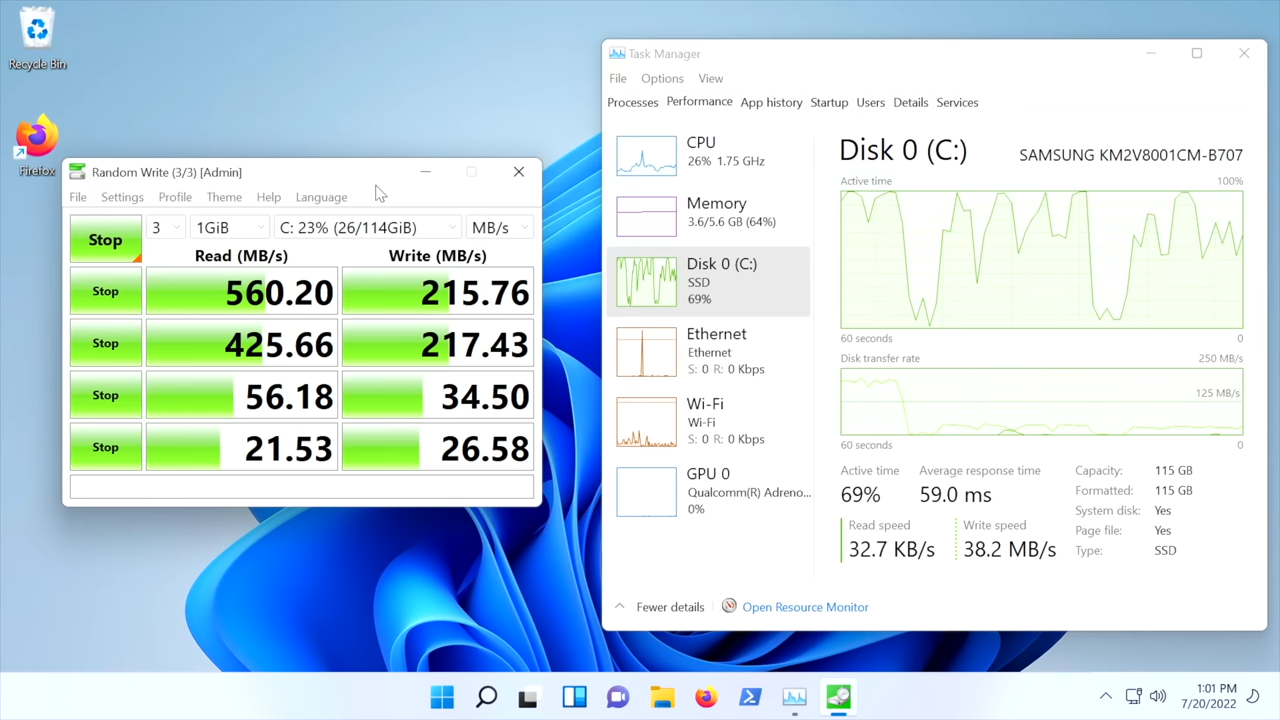 Recycle Bin
Firefox
Random Write (3/3) [Admin]
File Settings Profile Theme Help Language
Stop 3 1GiB C: 23% (26/114GiB) MB/s
Read (MB/s) Write (MB/s)
Stop 560.20 215.76
Stop 425.66 217.43
Stop 56.18 34.50
Stop 21.53 26.58
Task Manager
File Options View
Processes Performance App history Startup Users Details Services
CPU
26% 1.75 GHz
Memory
3.6/5.6 GB (64%)
Disk 0 (C:)
SSD
69%
Ethernet
Ethernet
S: 0 R: 0 Kbps
Wi-Fi
Wi-Fi
S: 0 R: 0 Kbps
GPU 0
Qualcomm(R) Adreno...
0%
Disk 0 (C:) SAMSUNG KM2V8001CM-B707
Active time 100%
60 seconds 0
Disk transfer rate 250 MB/s
125 MB/s
60 seconds 0
Active time Average response time
69% 59.0 ms
Read speed Write speed
32.7 KB/s 38.2 MB/s
Capacity: 115 GB
Formatted: 115 GB
System disk: Yes
Page file: Yes
Type: SSD
Fewer details Open Resource Monitor
1:01 PM
7/20/2022